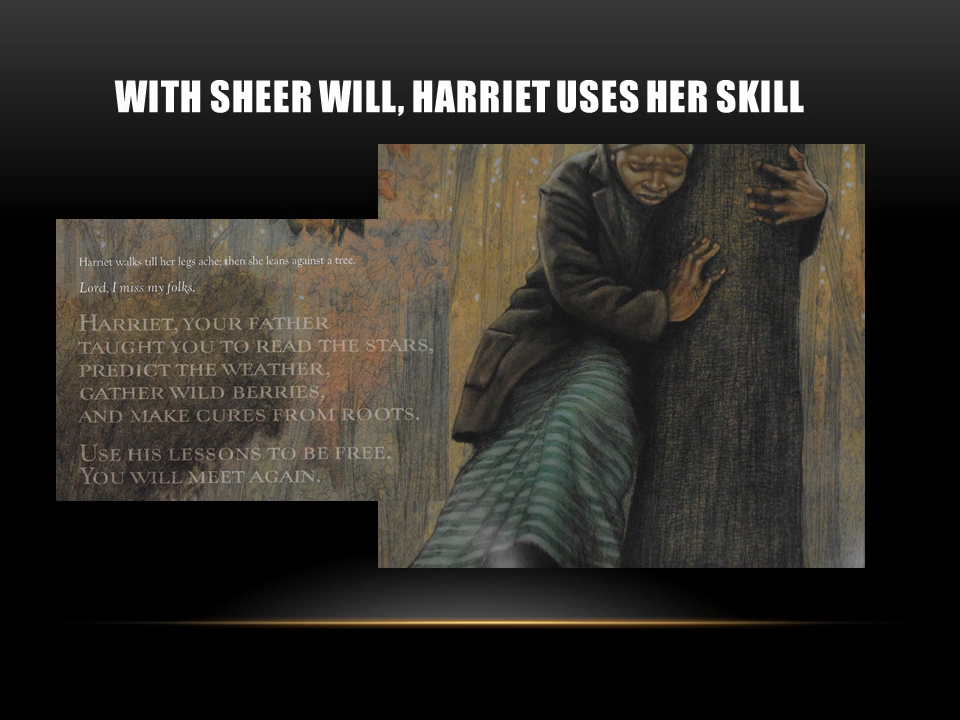 WITH SHEER WILL, HARRIET USES HER SKILL
Harriet walks till her legs ache; then she leans against a tree.
Lord, I miss my folks.
HARRIET, YOUR FATHER
TAUGHT YOU TO READ THE STARS,
PREDICT THE WEATHER,
GATHER WILD BERRIES,
AND MAKE CURES FROM ROOTS.
USE HIS LESSONS TO BE FREE.
YOU WILL MEET AGAIN.